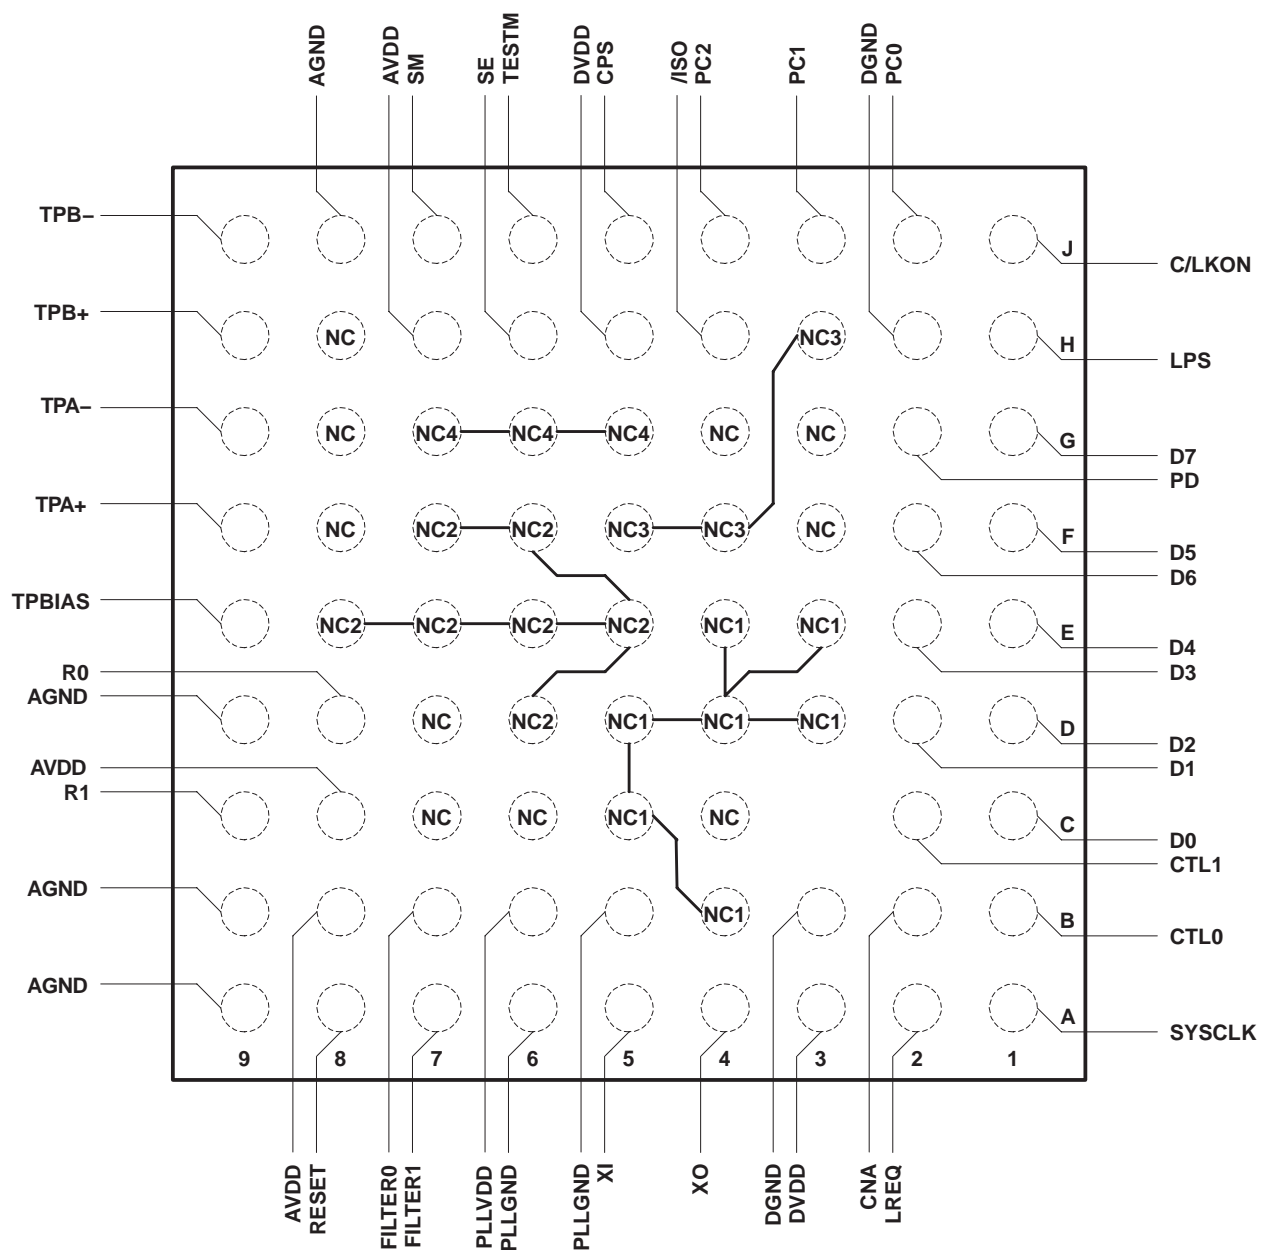 AGND
AVDD
SM
SE
TESTM
DVDD
CPS
/ISO
PC2
PC1
DGND
PC0
TPB–
J
C/LKON
TPB+
NC
NC3
H
LPS
TPA–
NC
NC4
NC4
NC4
NC
NC
G
D7
PD
TPA+
NC
NC2
NC2
NC3
NC3
NC
F
D5
D6
TPBIAS
NC2
NC2
NC2
NC2
NC1
NC1
E
D4
D3
R0
AGND
NC
NC2
NC1
NC1
NC1
D
D2
D1
AVDD
R1
NC
NC
NC1
NC
C
D0
CTL1
AGND
NC1
B
CTL0
AGND
A
SYSCLK
9
8
7
6
5
4
3
2
1
AVDD
RESET
FILTER0
FILTER1
PLLVDD
PLLGND
PLLGND
XI
XO
DGND
DVDD
CNA
LREQ